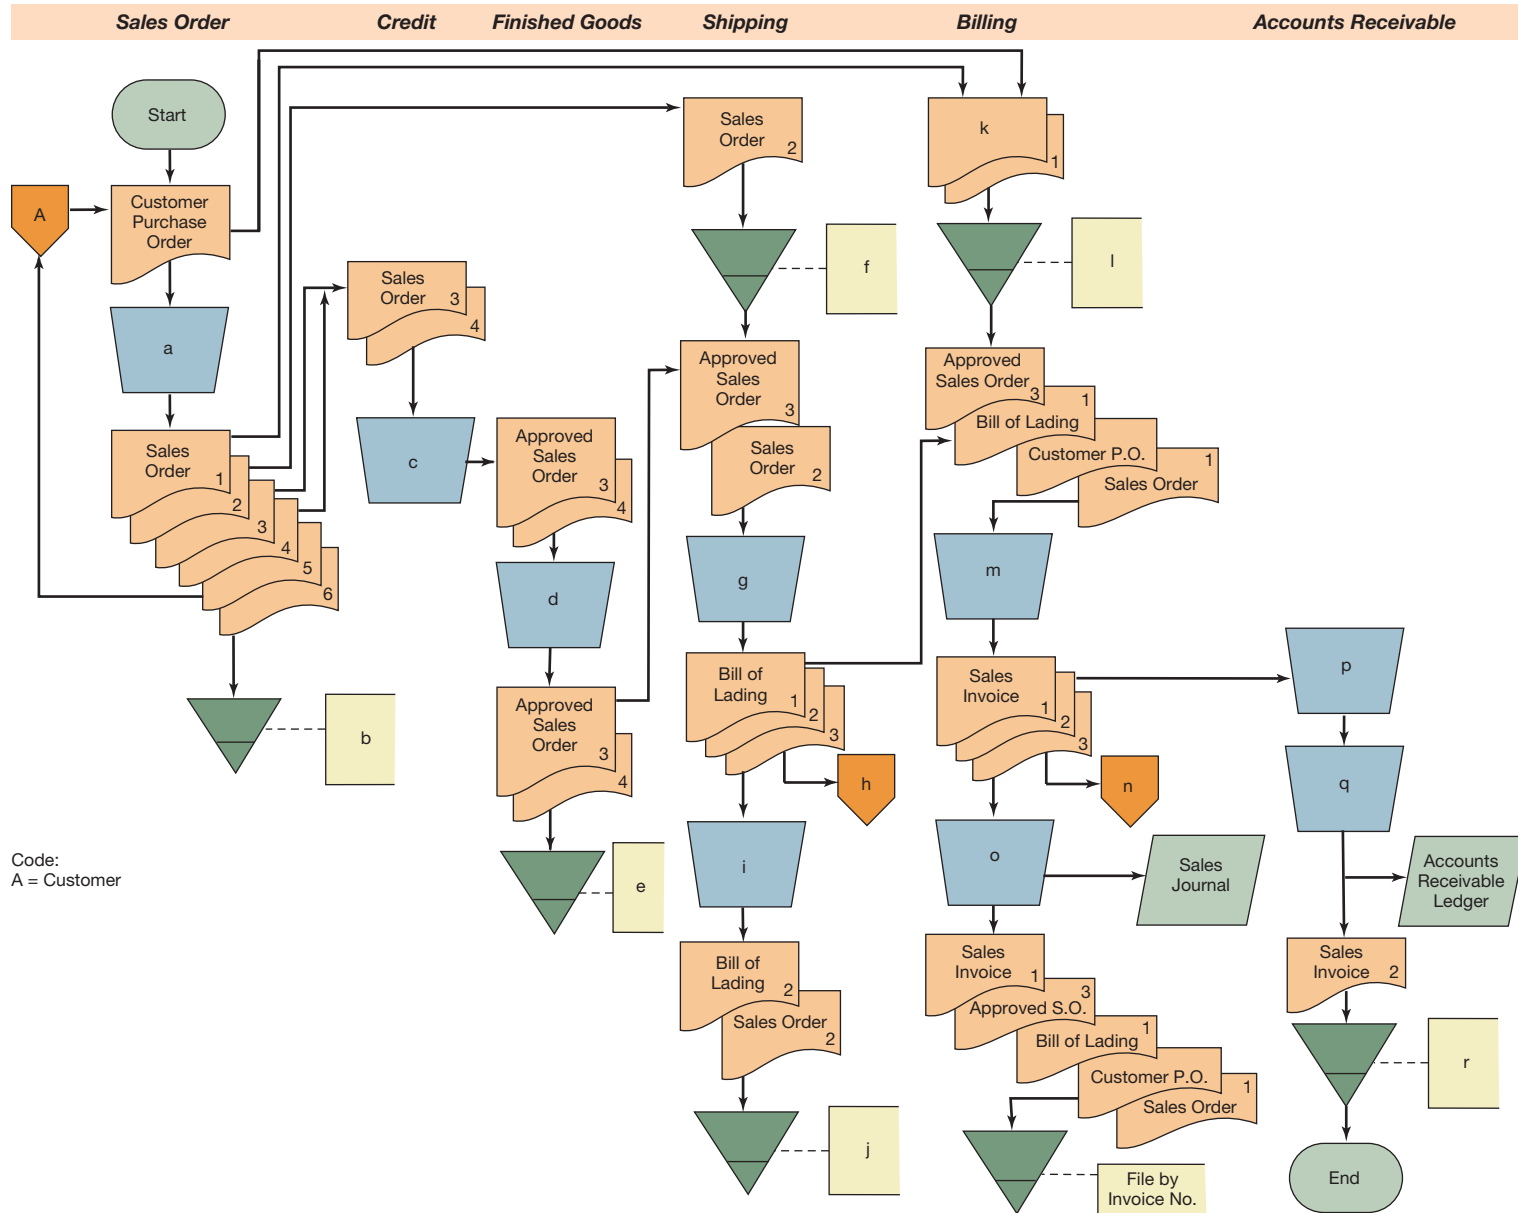 Sales Order
Credit
Finished Goods
Shipping
Billing
Accounts Receivable
Start
A
Customer
Purchase
Order
a
Sales
Order
1
2
3
4
5
6
b
Code:
A = Customer
Sales
Order
3
4
c
Approved
Sales
Order
3
4
d
Approved
Sales
Order
3
4
e
Sales
Order
2
f
Approved
Sales
Order
3
Sales
Order
2
g
Bill of
Lading
1
2
3
h
i
Bill of
Lading
2
Sales Order
2
j
k
1
l
Approved
Sales Order
3
1
Bill of Lading
Customer P.O.
1
Sales Order
m
Sales
Invoice
1
2
3
n
o
Sales
Journal
Sales
Invoice
1
3
Approved S.O.
1
Bill of Lading
Customer P.O.
1
Sales Order
File by
Invoice No.
p
q
Accounts
Receivable
Ledger
Sales
Invoice
2
r
End